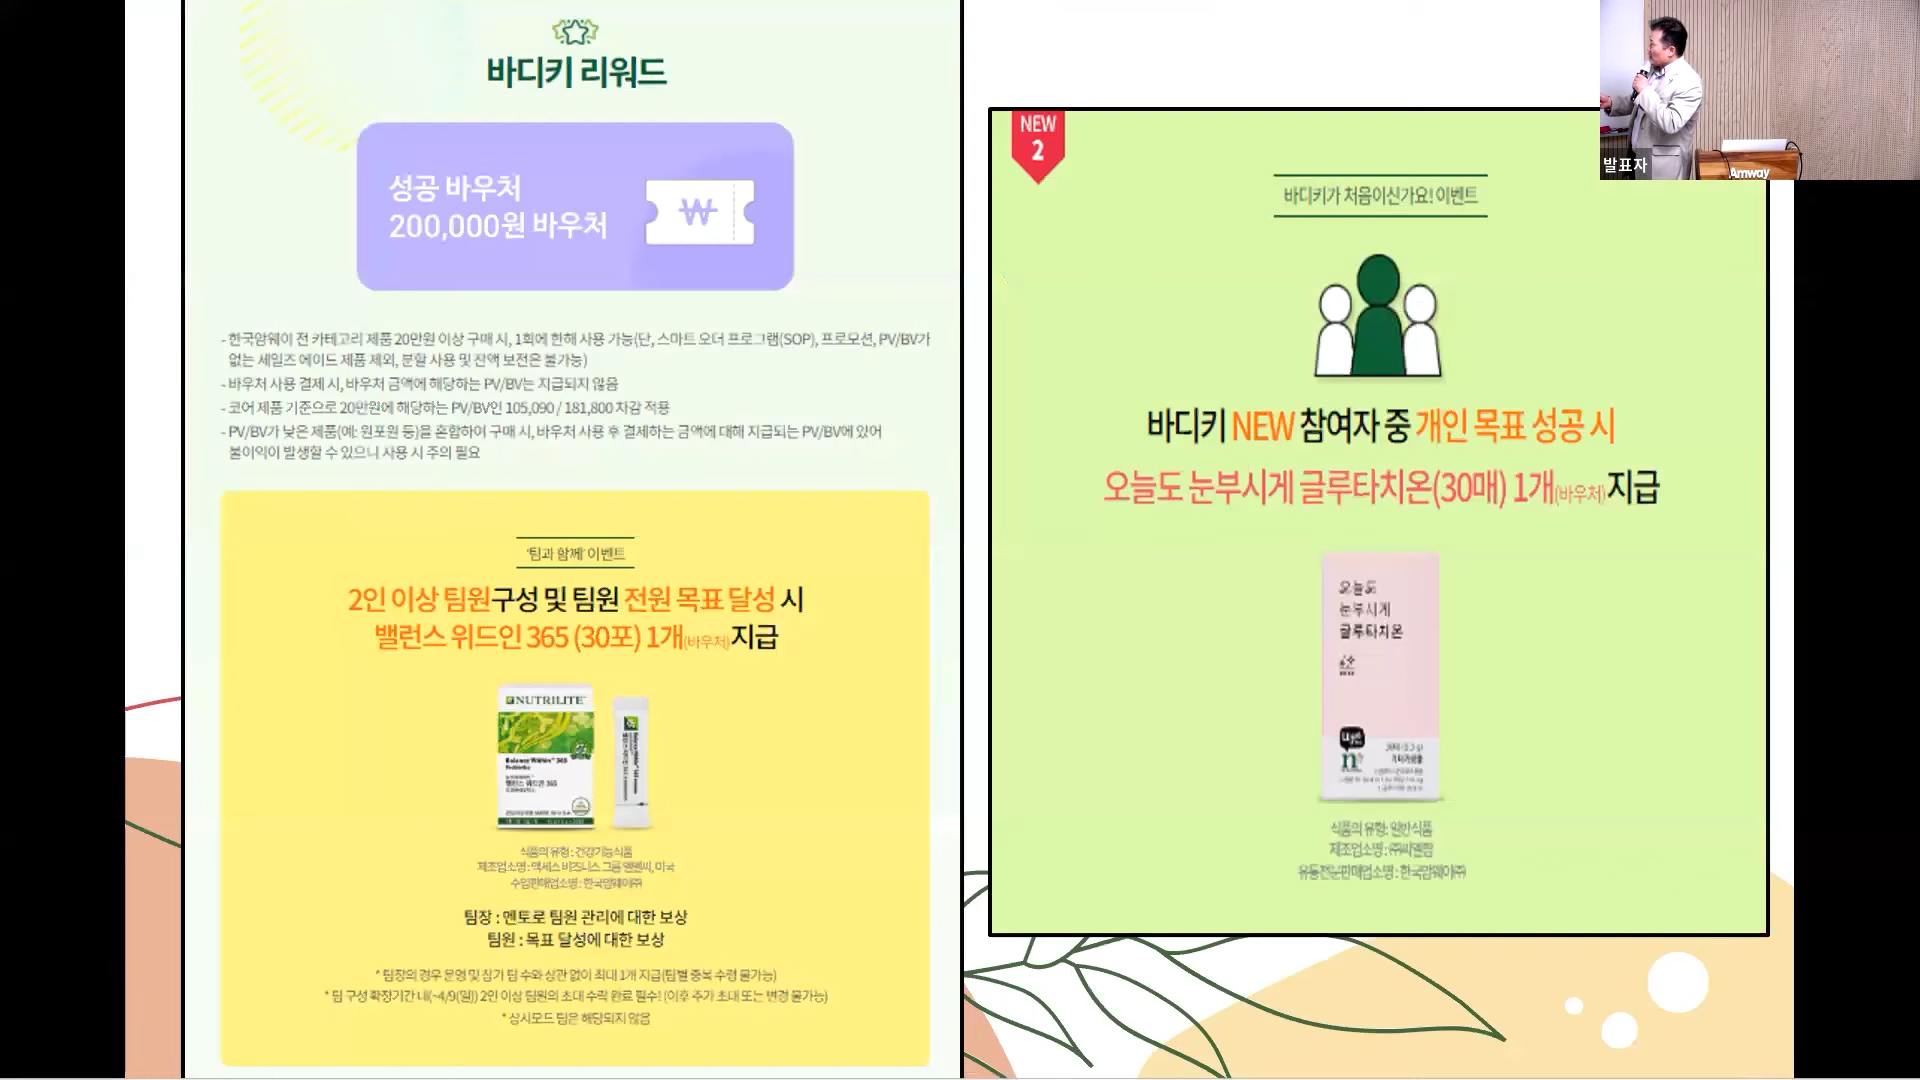 바디키 리워드
성공 바우처
200,000원 바우처
- 한국암웨이 전 카테고리 제품 20만원 이상 구매 시, 1회에 한해 사용 가능(단, 스마트 오더 프로그램(SOP), 프로모션, PV/BV가
없는 세일즈 에이드 제품 제외, 분할 사용 및 잔액 보전은 불가능)
- 바우처 사용 결제 시, 바우처 금액에 해당하는 PV/BV는 지급되지 않음
- 코어 제품 기준으로 20만원에 해당하는 PV/BV인 105,090 / 181,800 차감 적용
- PV/BV가 낮은 제품(예: 원포원 등)을 혼합하여 구매 시, 바우처 사용 후 결제하는 금액에 대해 지급되는 PV/BV에 있어
불이익이 발생할 수 있으니 사용 시 주의 필요
'팀과 함께' 이벤트
2인 이상 팀원구성 및 팀원 전원 목표 달성 시
밸런스 위드인 365 (30포) 1개(바우처)지급
NUTRILITE
Balance Within™ 365
Probiotics
밸런스 위드인 365
식품의 유형 : 건강기능식품
제조업소명 : 액세스 비즈니스 그룹 엘엘씨, 미국
수입판매업소명 : 한국암웨이㈜
팀장 : 멘토로 팀원 관리에 대한 보상
팀원 : 목표 달성에 대한 보상
* 팀장의 경우 운영 및 참가 팀 수와 상관 없이 최대 1개 지급(팀별 중복 수령 불가능)
* 팀 구성 확정기간 내(~4/9(일)) 2인 이상 팀원의 초대 수락 완료 필수! (이후 추가 초대 또는 변경 불가능)
* 상시모드 팀은 해당되지 않음
NEW
2
바디키가 처음이신가요! 이벤트
바디키 NEW 참여자 중 개인 목표 성공 시
오늘도 눈부시게 글루타치온(30매) 1개(바우처)지급
오늘도
눈부시게
글루타치온
식품의 유형: 일반식품
제조업소명 : ㈜씨엘팜
유통전문판매업소명 : 한국암웨이㈜
발표자
Amway